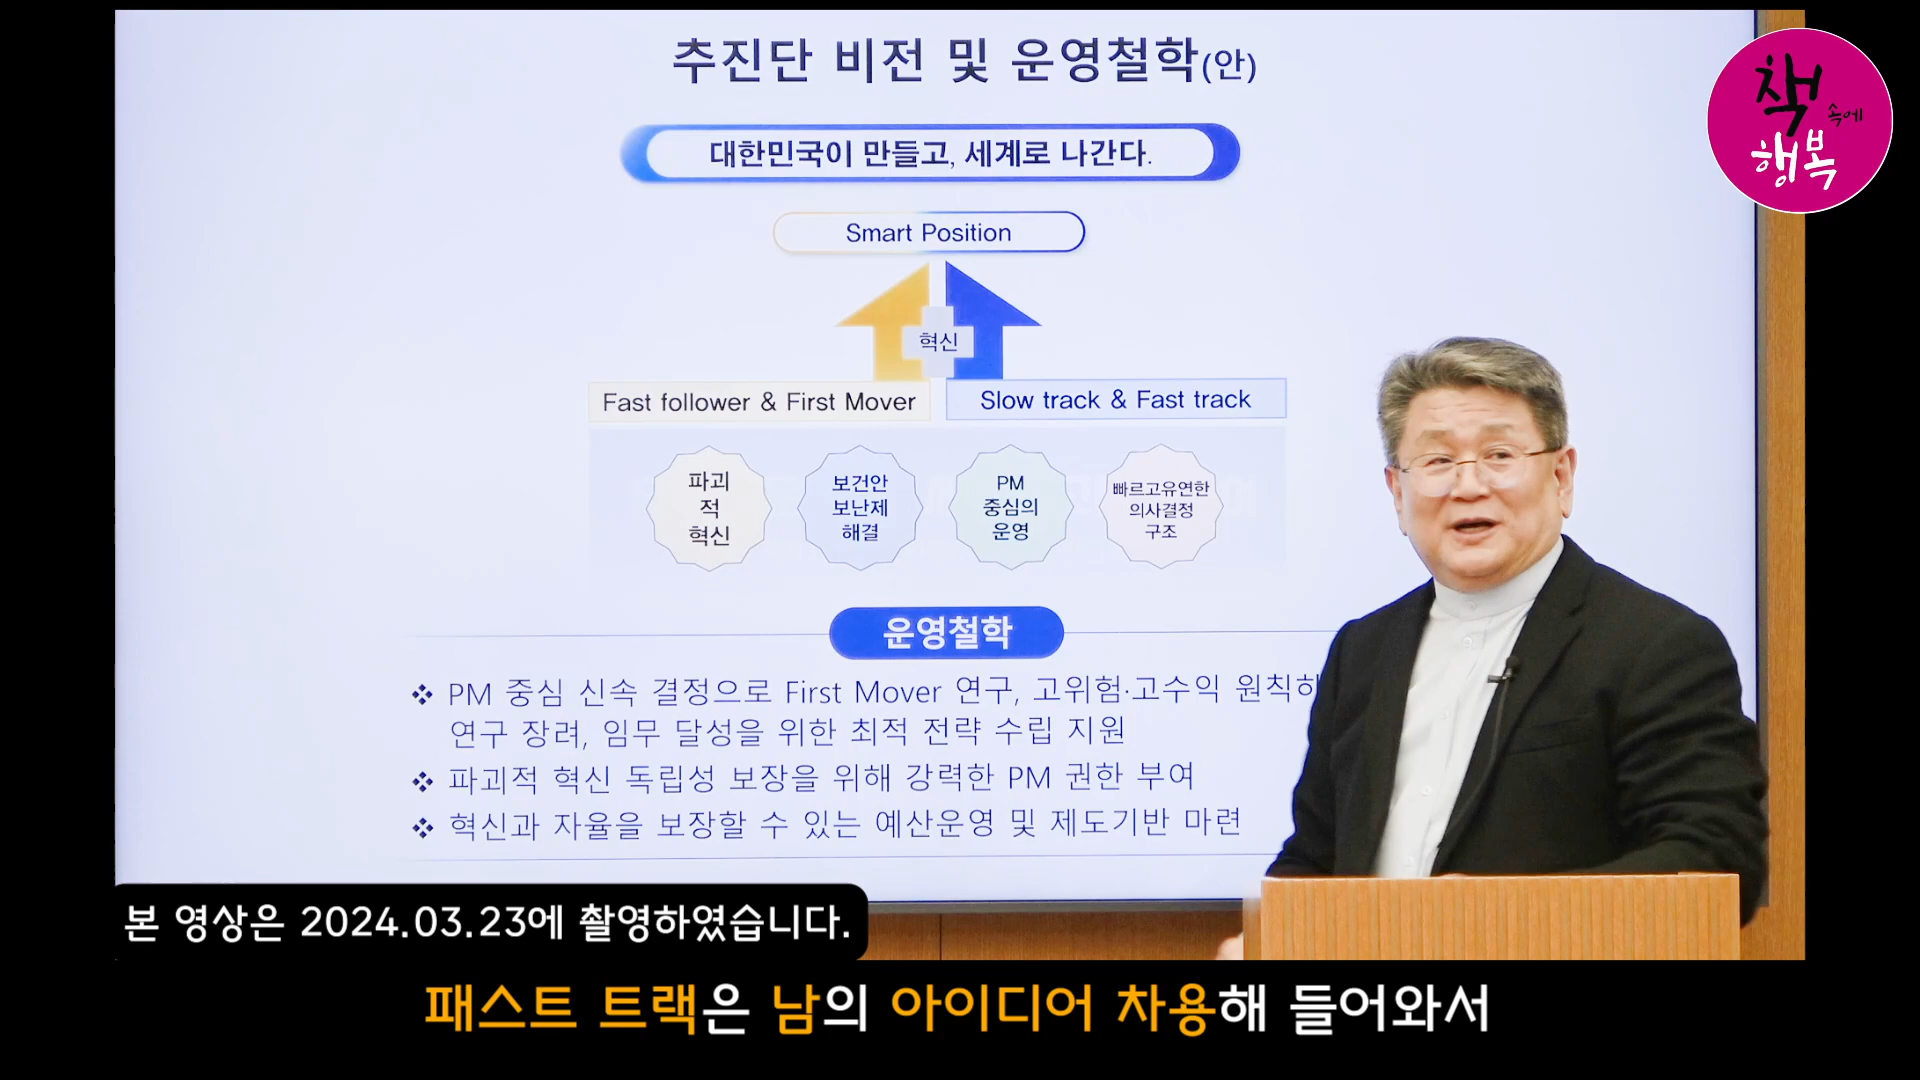 추진단 비전 및 운영철학(안)
책
속에
행복
대한민국이 만들고, 세계로 나간다.
Smart Position
혁신
Fast follower & First Mover
Slow track & Fast track
파괴
적
혁신
보건안
보난제
해결
PM
중심의
운영
빠르고유연한
의사결정
구조
운영철학
❖ PM 중심 신속 결정으로 First Mover 연구, 고위험·고수익 원칙하
연구 장려, 임무 달성을 위한 최적 전략 수립 지원
❖ 파괴적 혁신 독립성 보장을 위해 강력한 PM 권한 부여
❖ 혁신과 자율을 보장할 수 있는 예산운영 및 제도기반 마련
본 영상은 2024.03.23에 촬영하였습니다.
패스트 트랙은 남의 아이디어 차용해 들어와서